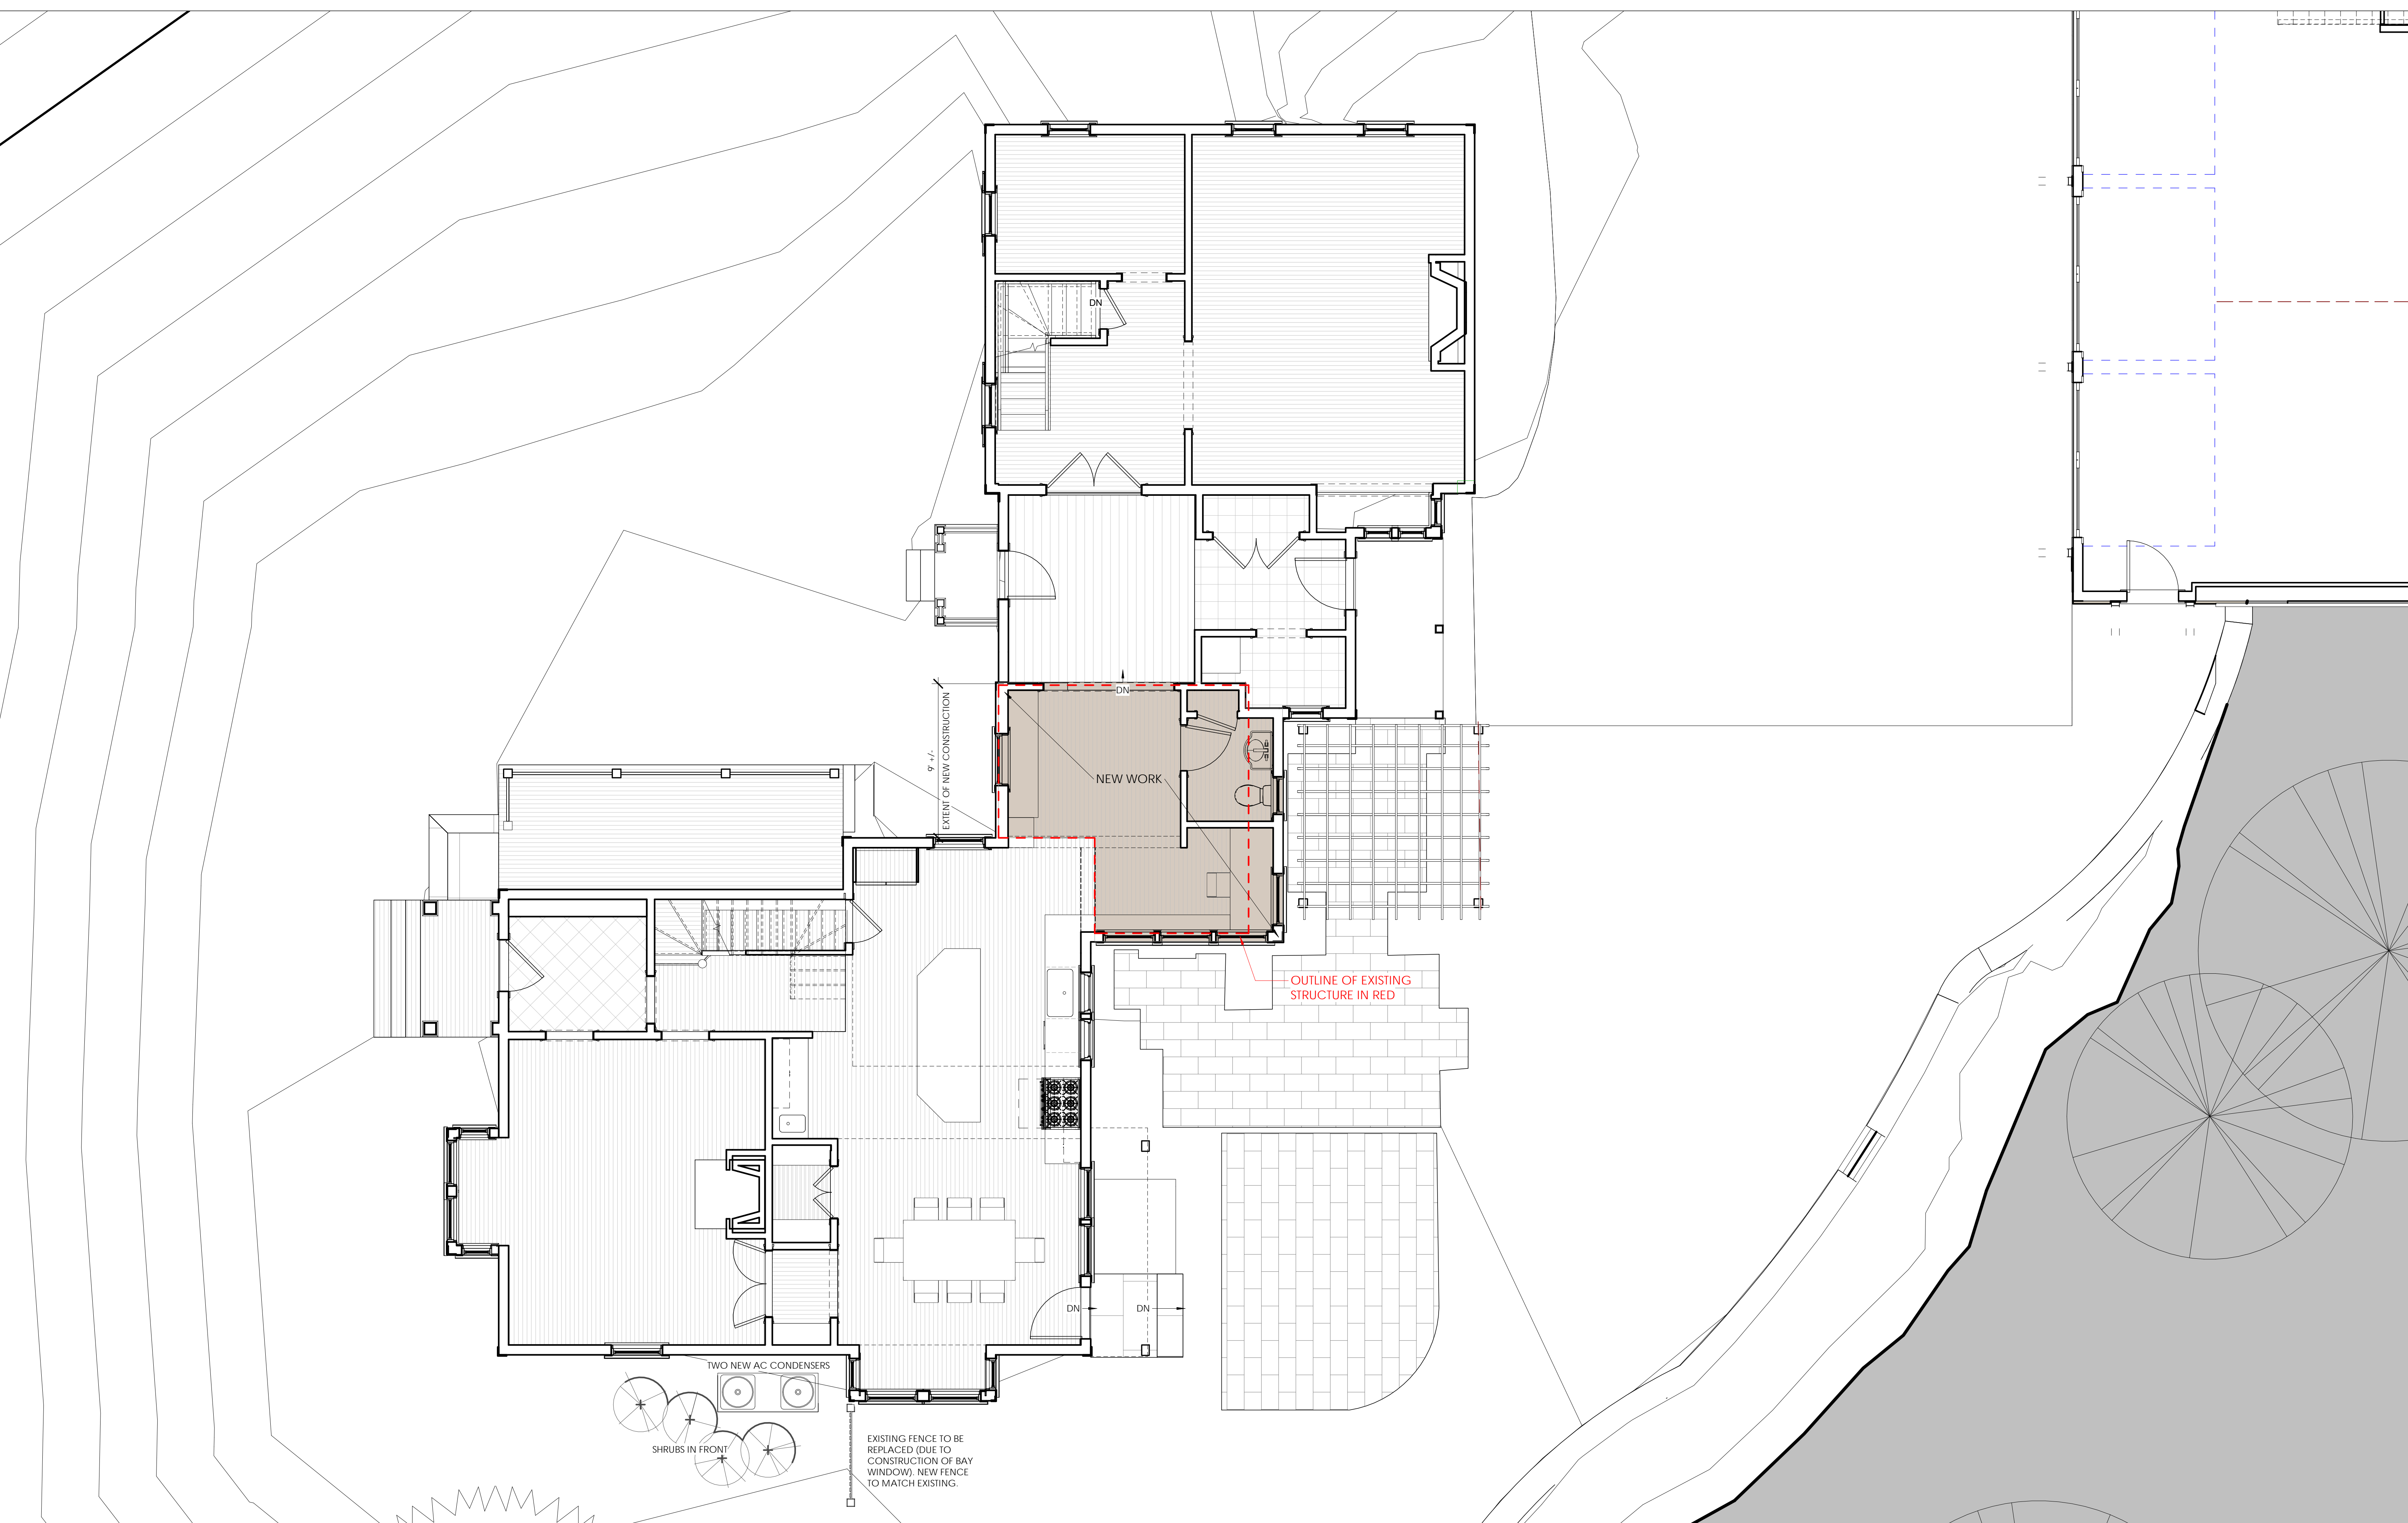 DN
DN
9' +/-
EXTENT OF NEW CONSTRUCTION
NEW WORK
OUTLINE OF EXISTING
STRUCTURE IN RED
DN
DN
TWO NEW AC CONDENSERS
SHRUBS IN FRONT
EXISTING FENCE TO BE
REPLACED (DUE TO
CONSTRUCTION OF BAY
WINDOW). NEW FENCE
TO MATCH EXISTING.